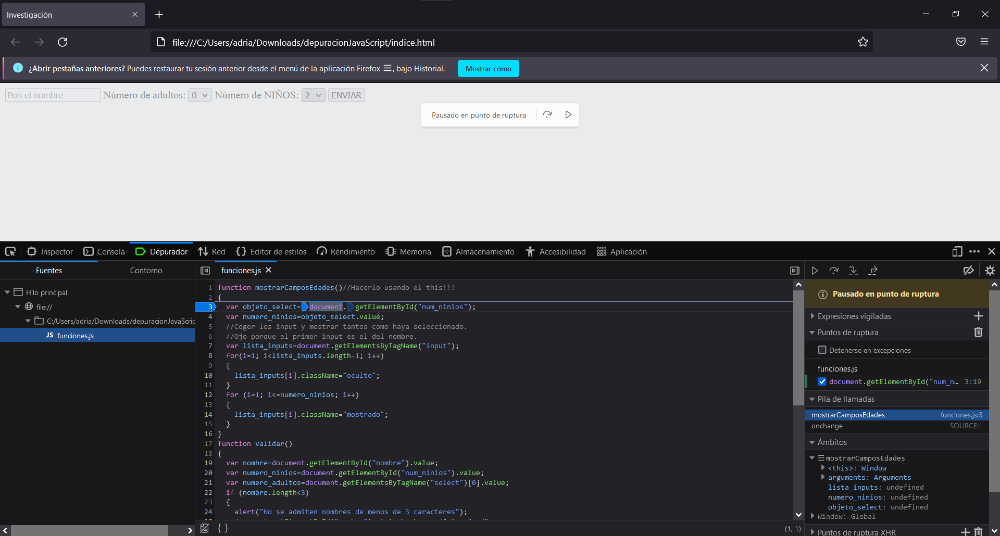 Investigación
file:///C:/Users/adria/Downloads/depuracionJavaScript/indice.html
¿Abrir pestañas anteriores? Puedes restaurar tu sesión anterior desde el menú de la aplicación Firefox ☰, bajo Historial. Mostrar cómo
Pon el nombre Número de adultos: 0 Número de NIÑOS: 2 ENVIAR
Pausado en punto de ruptura
Inspector Consola Depurador Red Editor de estilos Rendimiento Memoria Almacenamiento Accesibilidad Aplicación
Fuentes Contorno
Hilo principal
file://
C:/Users/adria/Downloads/depuracionJavaScrip
JS funciones.js
funciones.js
1 function mostrarCamposEdades()//Hacerlo usando el this!!!
2 {
3 var objeto_select=document.getElementById("num_ninios");
4 var numero_ninios=objeto_select.value;
5 //Coger los input y mostrar tantos como haya seleccionado.
6 //Ojo porque el primer input es el del nombre.
7 var lista_inputs=document.getElementsByTagName("input");
8 for(i=1; i<lista_inputs.length-1; i++)
9 {
10 lista_inputs[i].className="oculto";
11 }
12 for (i=1; i<=numero_ninios; i++)
13 {
14 lista_inputs[i].className="mostrado";
15 }
16 }
17 function validar()
18 {
19 var nombre=document.getElementById("nombre").value;
20 var numero_ninios=document.getElementById("num_ninios").value;
21 var numero_adultos=document.getElementsByTagName("select")[0].value;
22 if (nombre.length<3)
23 {
24 alert("No se admiten nombres de menos de 3 caracteres");
{ }
(1, 1)
Pausado en punto de ruptura
Expresiones vigiladas
Puntos de ruptura
Detenerse en excepciones
funciones.js
document.getElementById("num_n… 3:19
Pila de llamadas
mostrarCamposEdades funciones.js:3
onchange SOURCE:1
Ámbitos
mostrarCamposEdades
<this>: Window
arguments: Arguments
lista_inputs: undefined
numero_ninios: undefined
objeto_select: undefined
Window: Global
Puntos de ruptura XHR